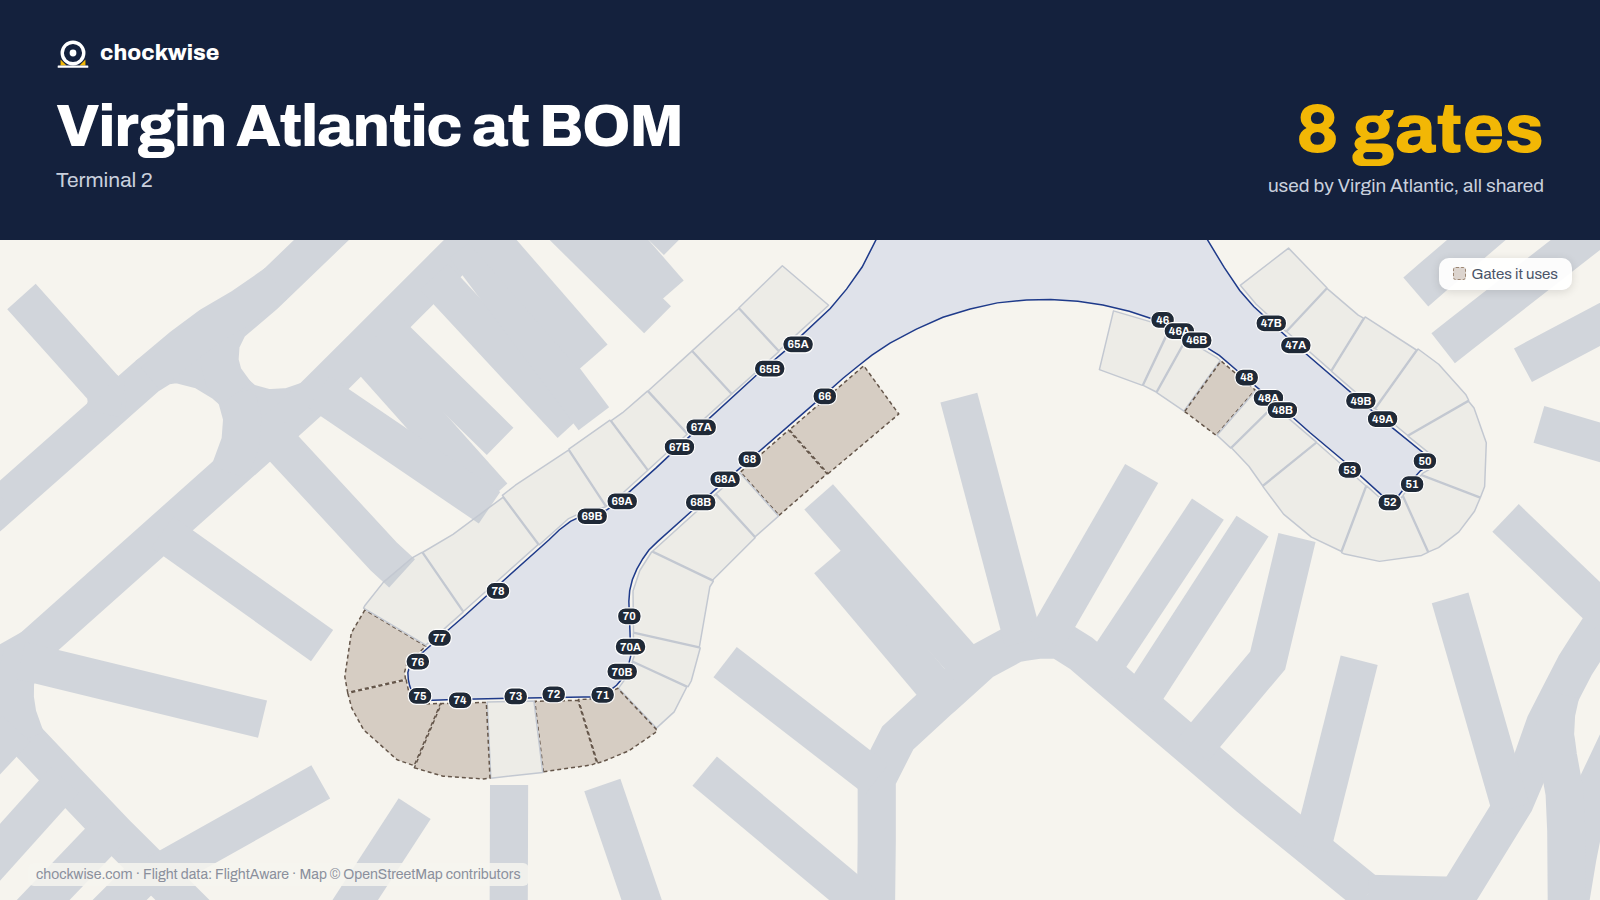 chockwise
Virgin Atlantic at BOM
Terminal 2
8 gates
used by Virgin Atlantic, all shared
Gates it uses
46
46A
46B
47B
47A
48
48A
48B
49B
49A
50
51
52
53
65A
65B
66
67A
67B
68
68A
68B
69A
69B
70
70A
70B
71
72
73
74
75
76
77
78
chockwise.com · Flight data: FlightAware · Map © OpenStreetMap contributors